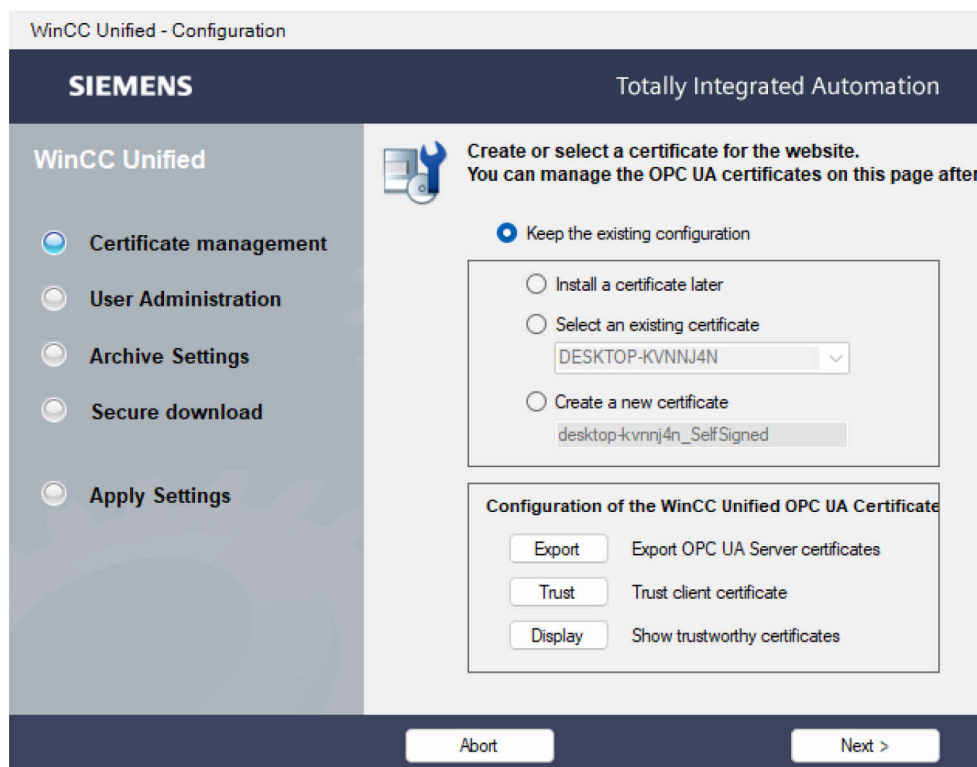 WinCC Unified - Configuration
SIEMENS
Totally Integrated Automation
WinCC Unified
Certificate management
User Administration
Archive Settings
Secure download
Apply Settings
Create or select a certificate for the website.
You can manage the OPC UA certificates on this page after
Keep the existing configuration
Install a certificate later
Select an existing certificate
DESKTOP-KVNNJ4N
Create a new certificate
desktop-kvnnj4n_SelfSigned
Configuration of the WinCC Unified OPC UA Certificate
Export
Export OPC UA Server certificates
Trust
Trust client certificate
Display
Show trustworthy certificates
Abort
Next >